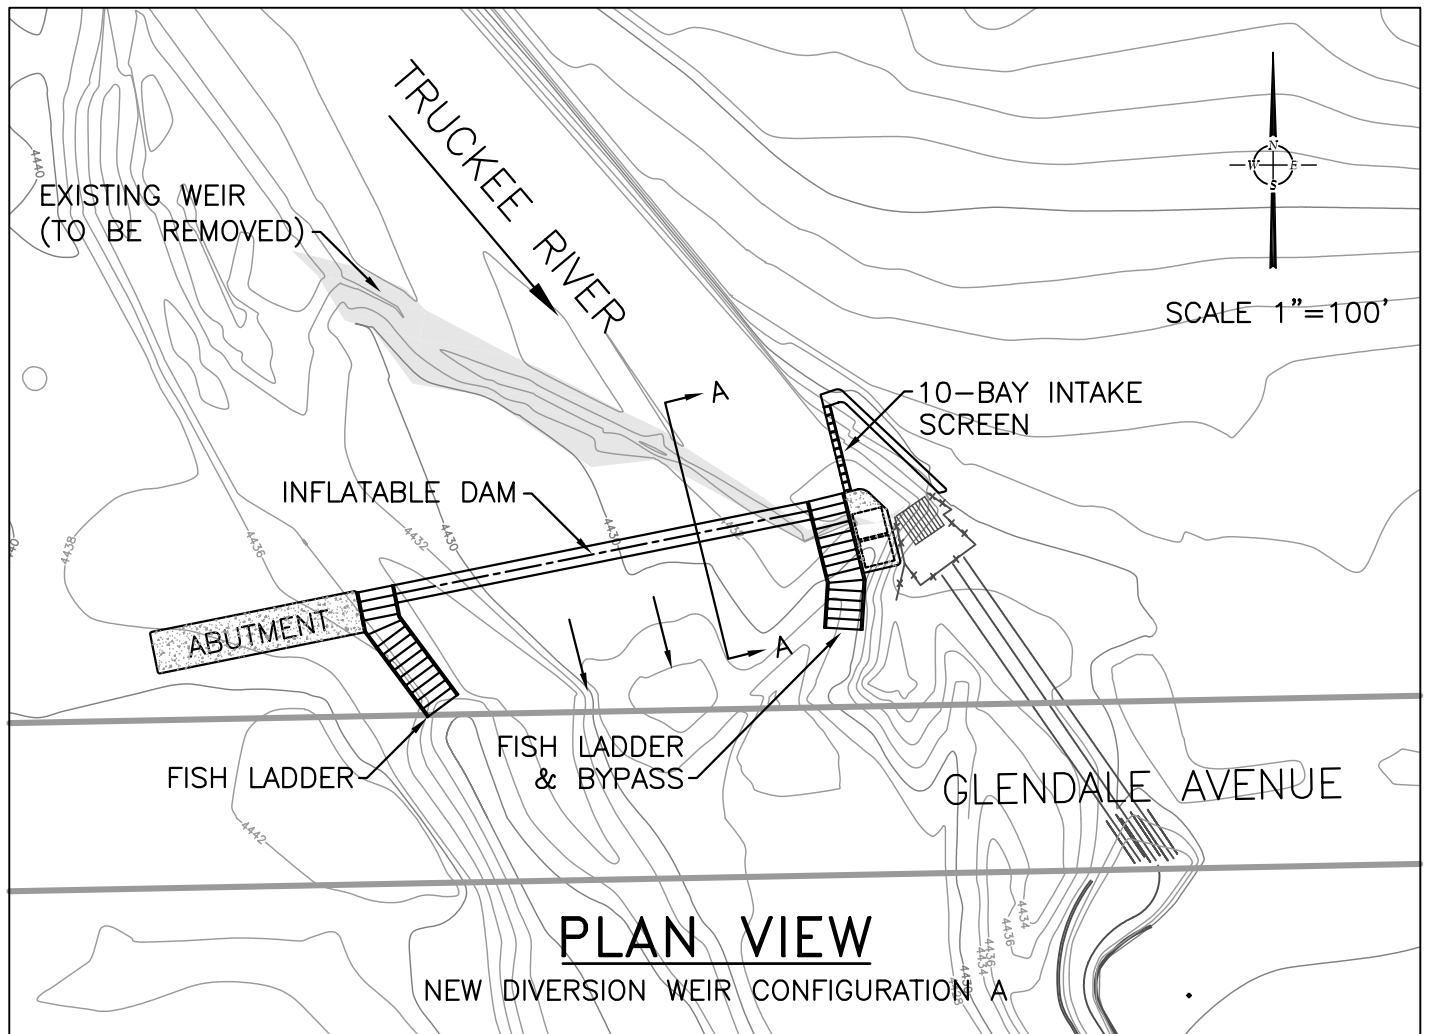 TRUCKEE RIVER
N
W E
S
4440
EXISTING WEIR
(TO BE REMOVED)
SCALE 1"=100'
A
10-BAY INTAKE
SCREEN
INFLATABLE DAM
4438
4436
4432
4430
4430
ABUTMENT
A
FISH LADDER
& BYPASS
FISH LADDER
GLENDALE AVENUE
4442
4434
4436
4436
4434
PLAN VIEW
NEW DIVERSION WEIR CONFIGURATION A